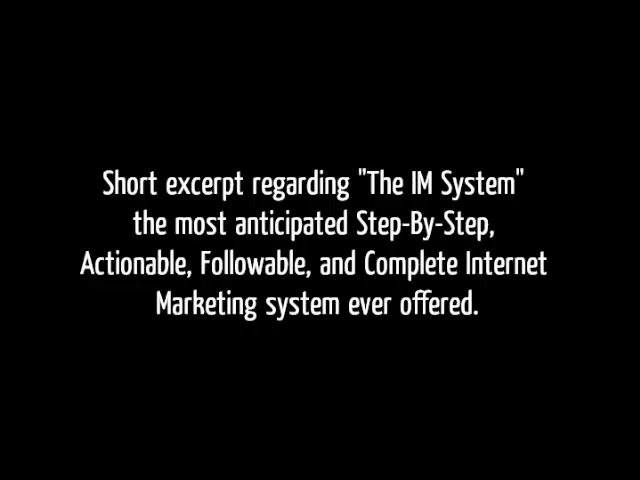 Short excerpt regarding "The IM System"
the most anticipated Step-By-Step,
Actionable, Followable, and Complete Internet
Marketing system ever offered.